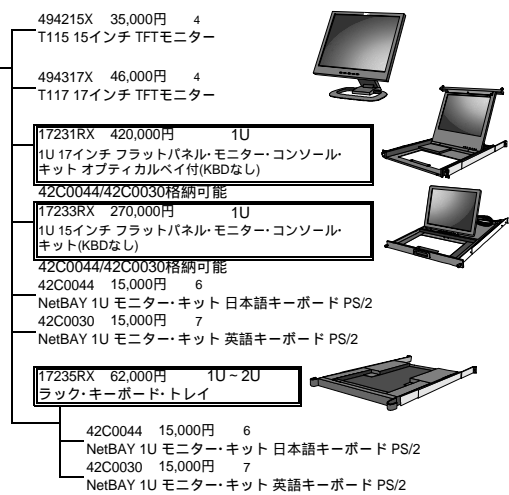 494215X 35,000円 4
T115 15インチ TFTモニター
494317X 46,000円 4
T117 17インチ TFTモニター
17231RX 420,000円 1U
1U 17インチ フラットパネル･モニター･コンソール･
キット オプティカルベイ付(KBDなし)
42C0044/42C0030格納可能
17233RX 270,000円 1U
1U 15インチ フラットパネル･モニター･コンソール･
キット(KBDなし)
42C0044/42C0030格納可能
42C0044 15,000円 6
NetBAY 1U モニター･キット 日本語キーボード PS/2
42C0030 15,000円 7
NetBAY 1U モニター･キット 英語キーボード PS/2
17235RX 62,000円 1U~2U
ラック･キーボード･トレイ
42C0044 15,000円 6
NetBAY 1U モニター･キット 日本語キーボード PS/2
42C0030 15,000円 7
NetBAY 1U モニター･キット 英語キーボード PS/2